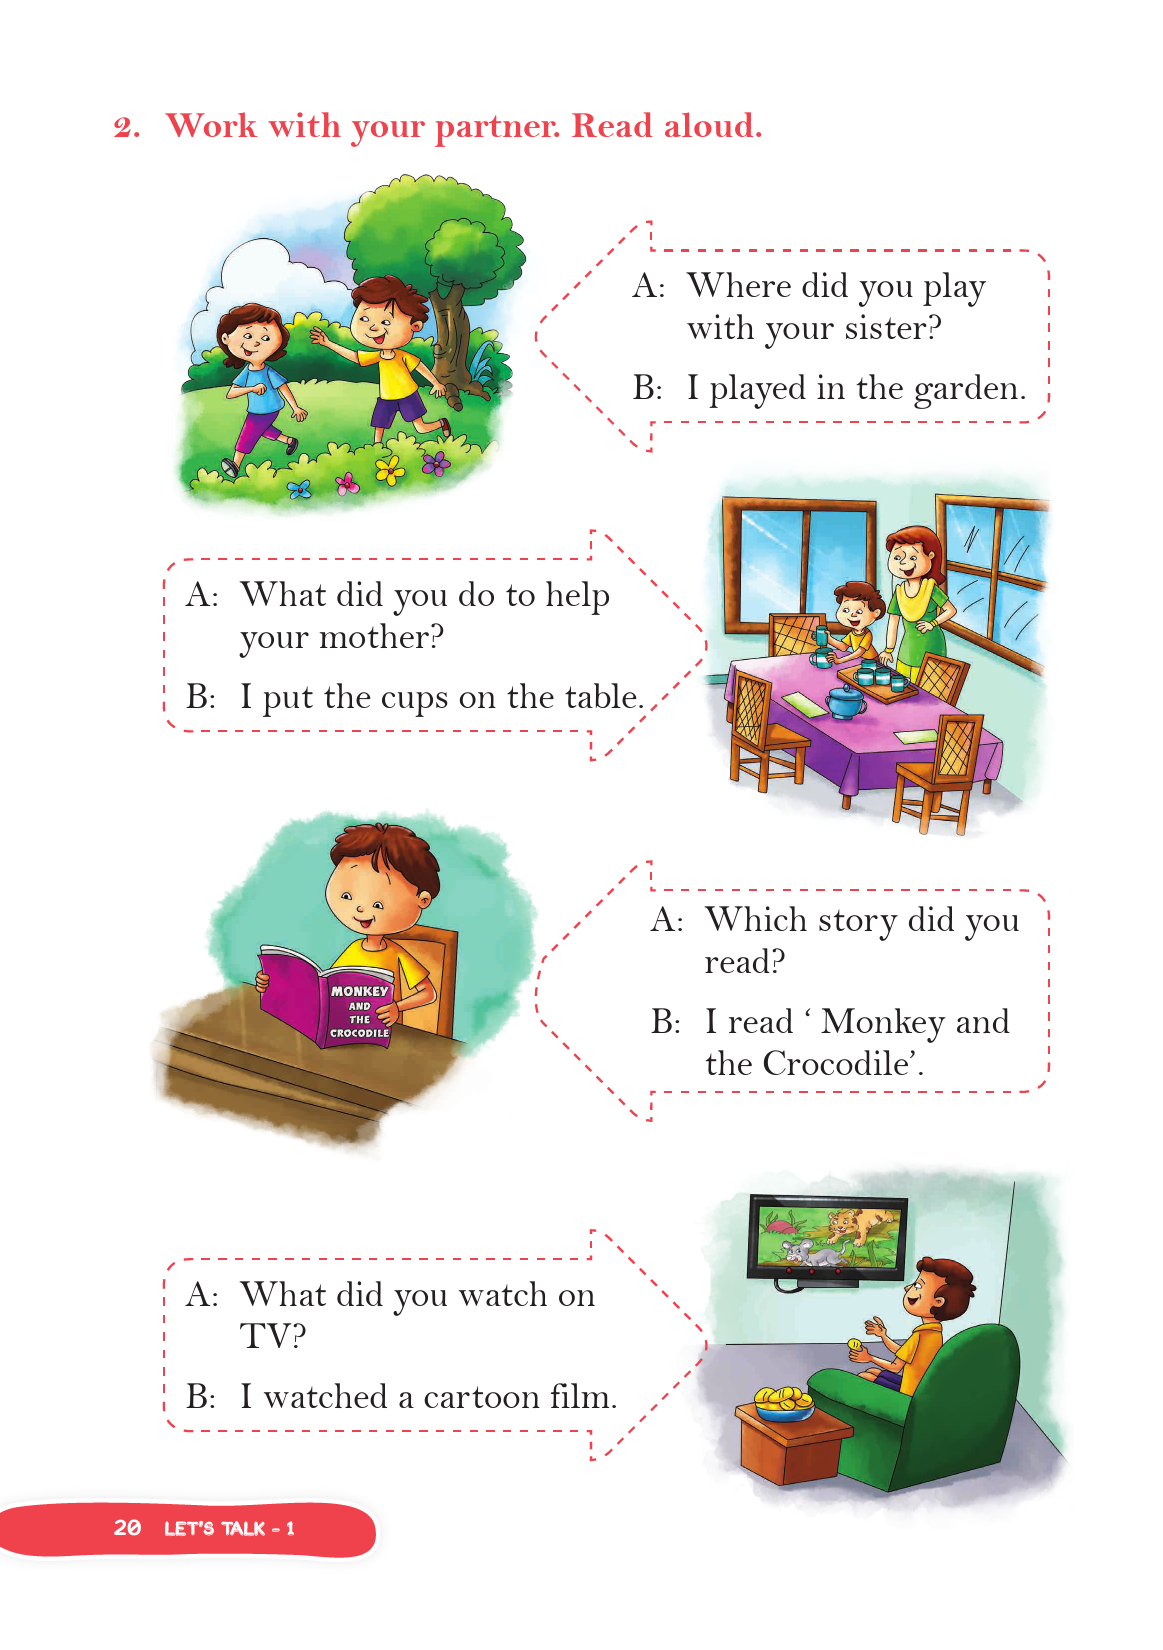 2. Work with your partner. Read aloud.
A: Where did you play
with your sister?
B: I played in the garden.
A: What did you do to help
your mother?
B: I put the cups on the table.
MONKEY
AND
THE
CROCODILE
A: Which story did you
read?
B: I read ‘ Monkey and
the Crocodile’.
A: What did you watch on
TV?
B: I watched a cartoon film.
20 LET'S TALK - 1